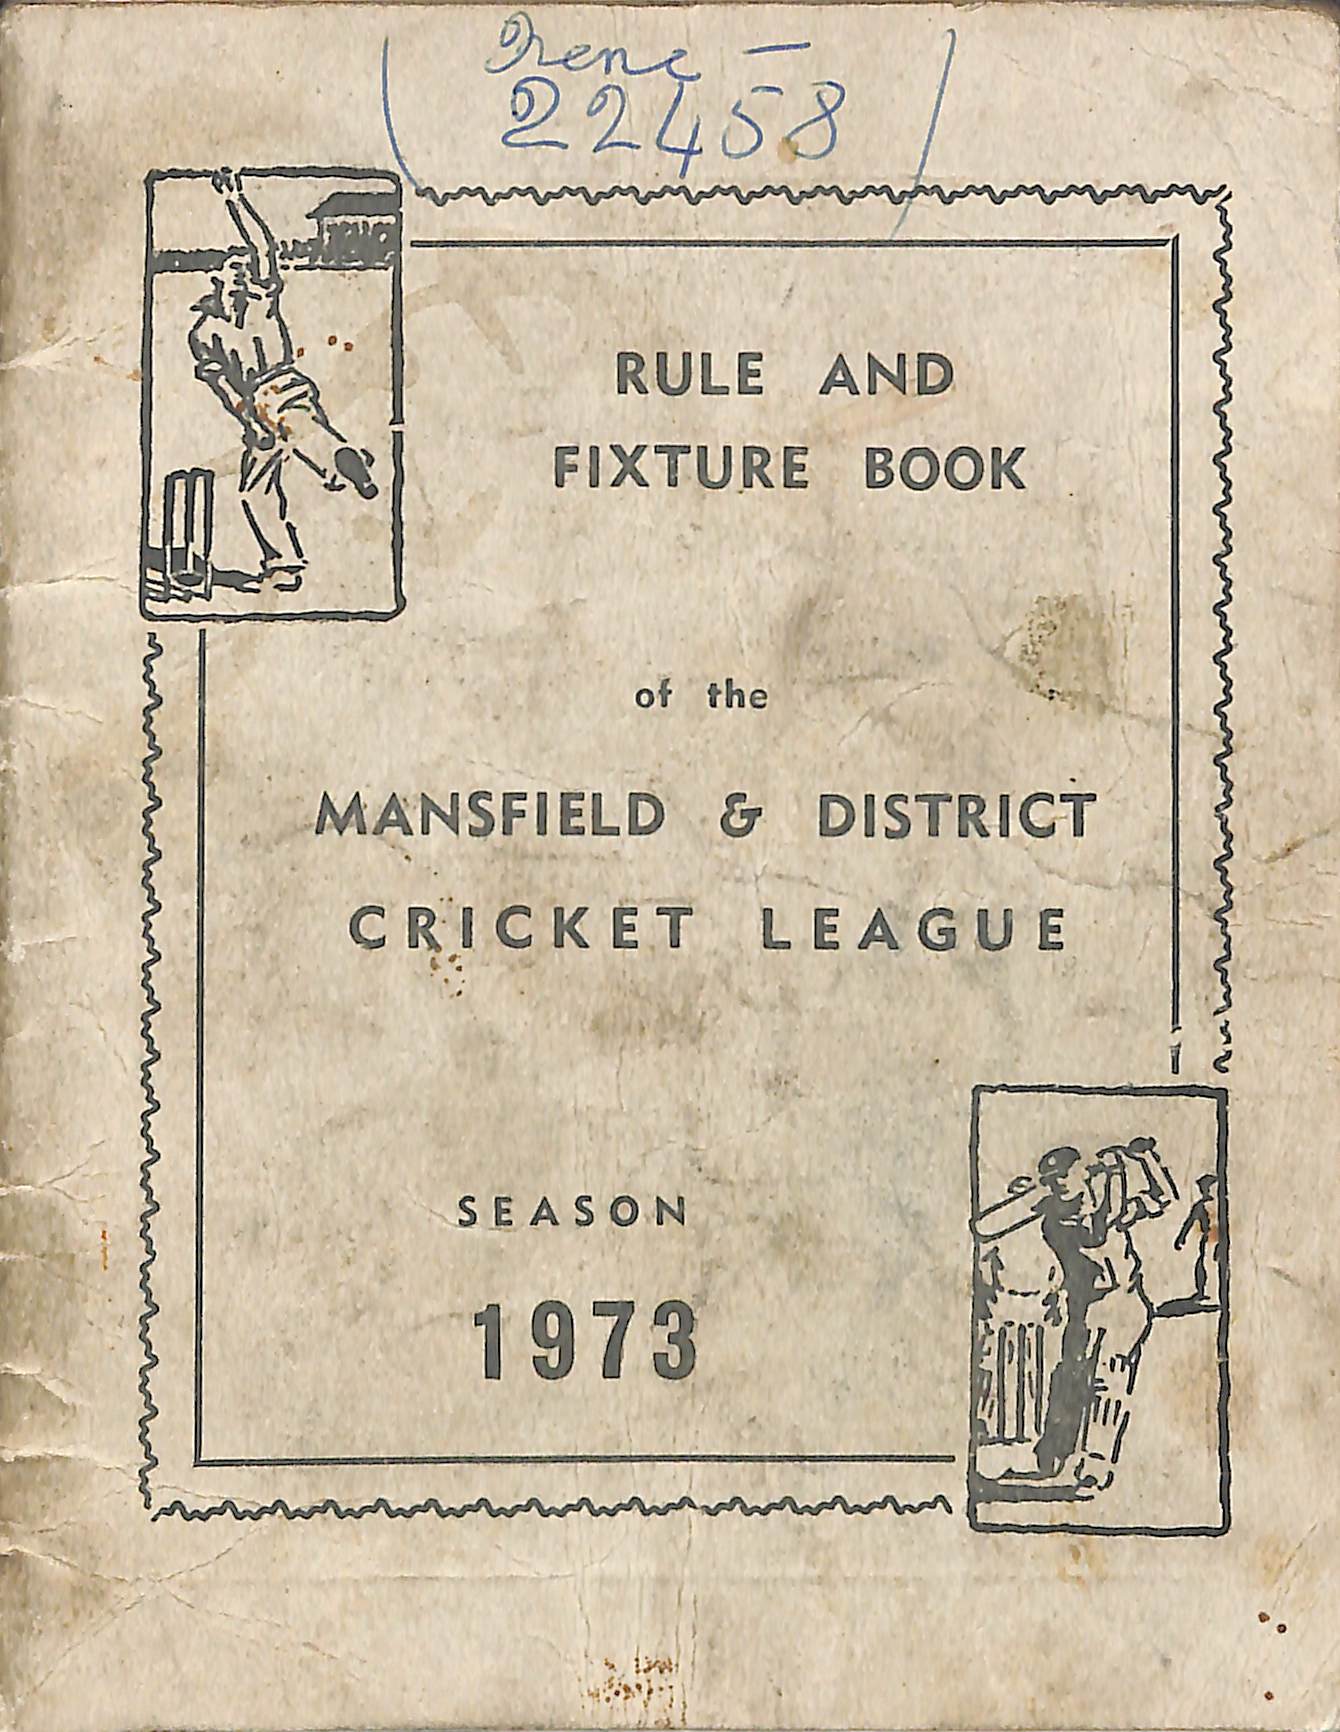 Irene –
22458
RULE AND
FIXTURE BOOK
of the
MANSFIELD & DISTRICT
CRICKET LEAGUE
SEASON
1973